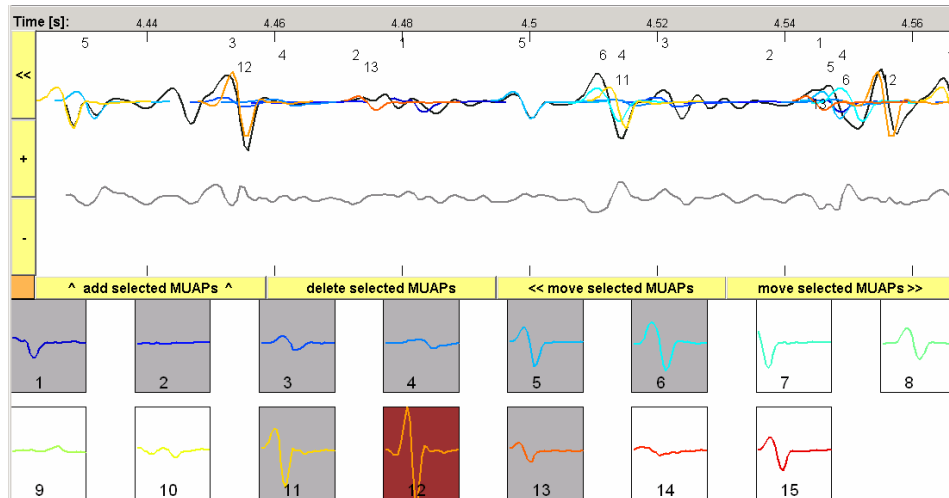 Time [s]: 4.44 4.46 4.48 4.5 4.52 4.54 4.56
5 3 4 2 1 5 6 4 3 2 1 4
12 13 11 5 6 12
13
<<
+
-
^ add selected MUAPs ^ delete selected MUAPs << move selected MUAPs move selected MUAPs >>
1 2 3 4 5 6 7 8
9 10 11 12 13 14 15